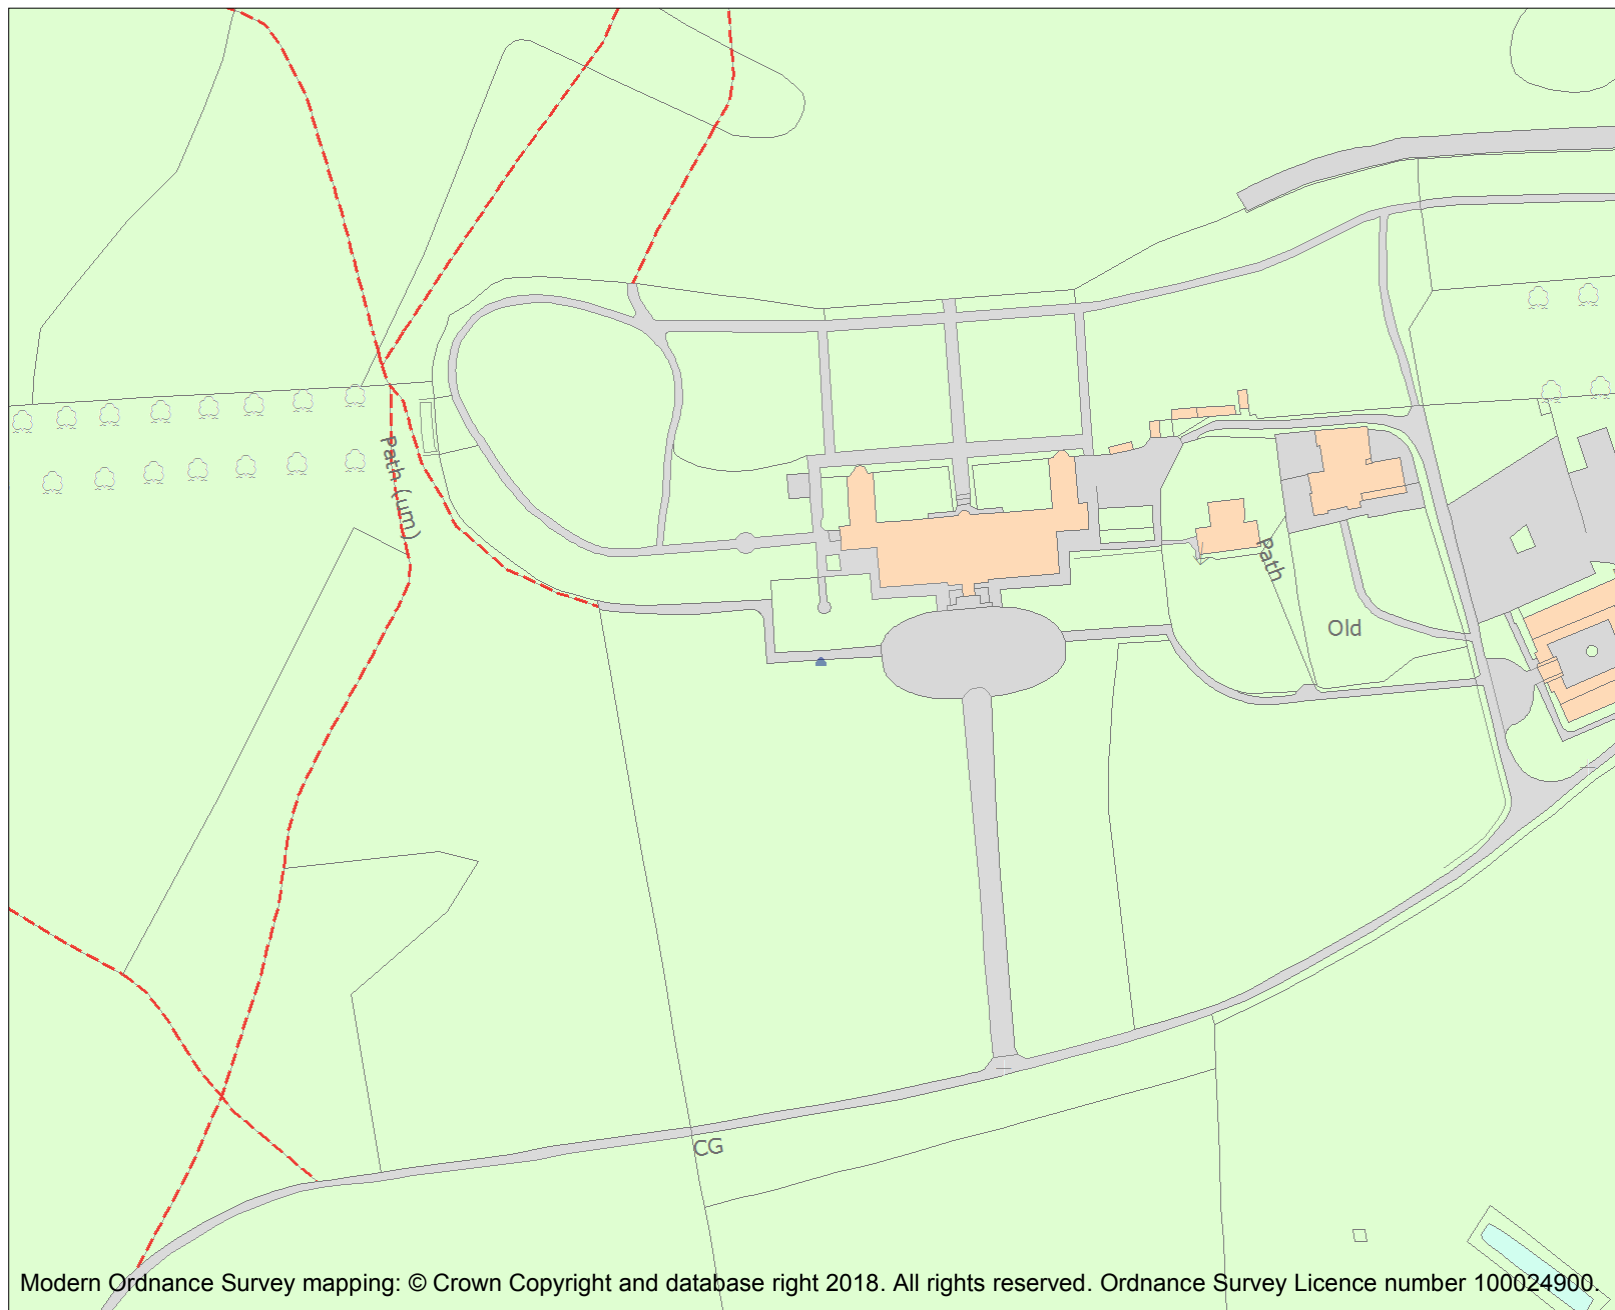 Path (um)
Path
Old
CG
Modern Ordnance Survey mapping: © Crown Copyright and database right 2018. All rights reserved. Ordnance Survey Licence number 100024900.